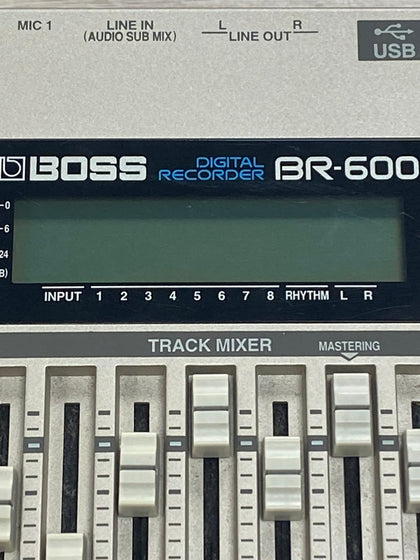 MIC 1 LINE IN L R
(AUDIO SUB MIX) LINE OUT
USB
BOSS DIGITAL RECORDER BR-600
-0
-6
24
B)
INPUT 1 2 3 4 5 6 7 8 RHYTHM L R
TRACK MIXER MASTERING